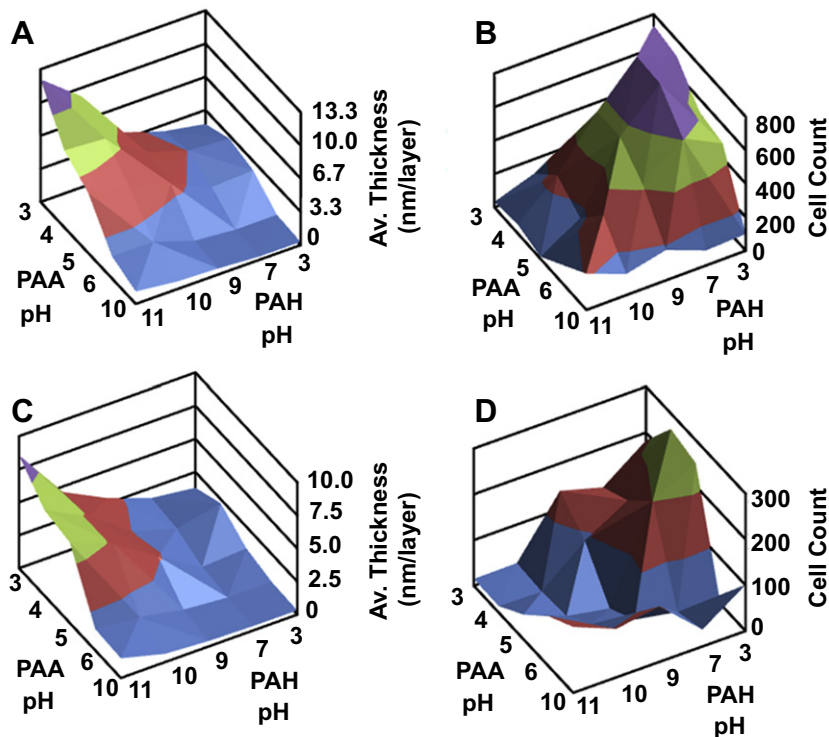 A
13.3
10.0
6.7
3.3
0
Av. Thickness
(nm/layer)
3
4
5
6
10
PAA
pH
11
10
9
7
3
PAH
pH
B
800
600
400
200
0
Cell Count
3
4
5
6
10
PAA
pH
11
10
9
7
3
PAH
pH
C
10.0
7.5
5.0
2.5
0
Av. Thickness
(nm/layer)
3
4
5
6
10
PAA
pH
11
10
9
7
3
PAH
pH
D
300
200
100
0
Cell Count
3
4
5
6
10
PAA
pH
11
10
9
7
3
PAH
pH